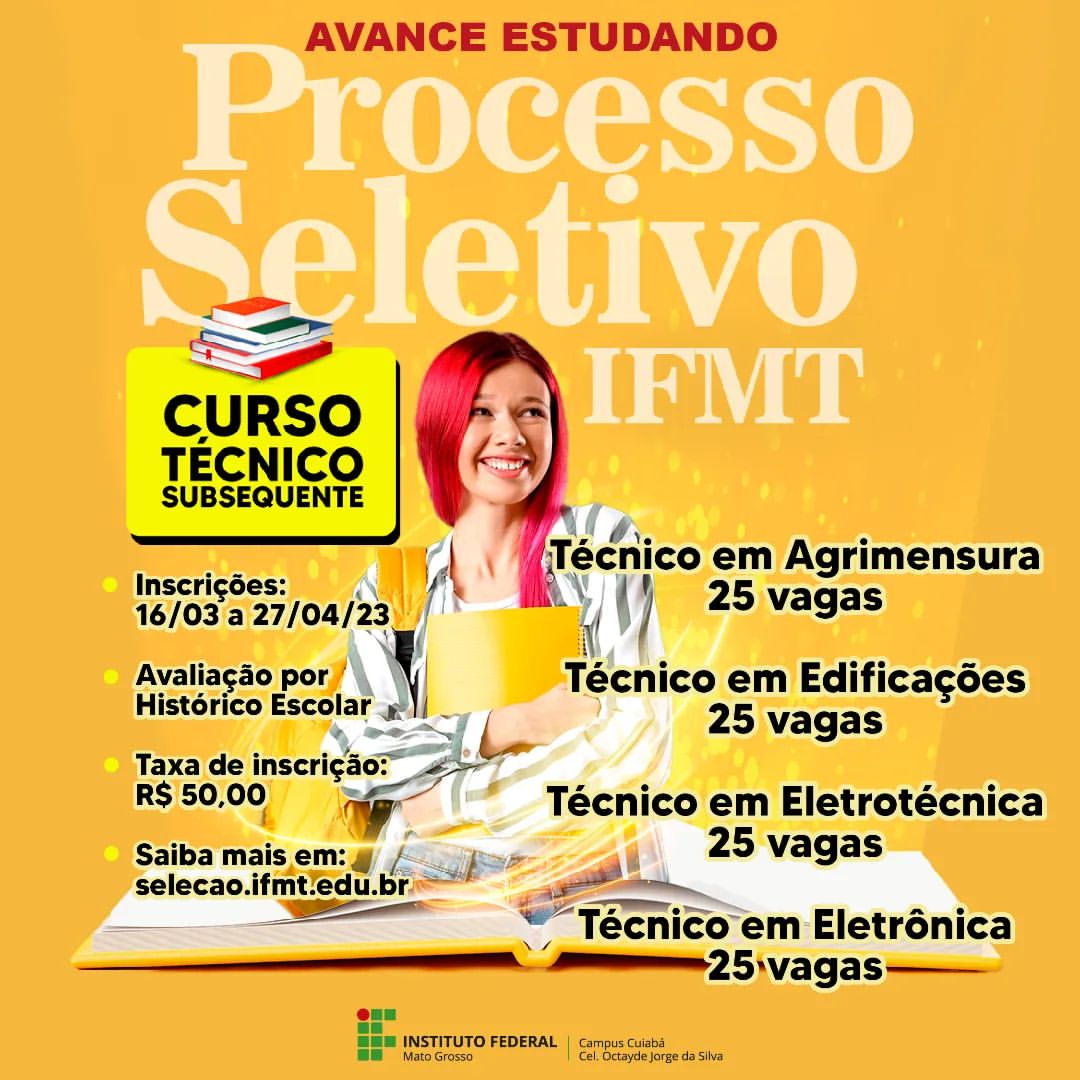 AVANCE ESTUDANDO
Processo
Seletivo
IFMT
CURSO
TÉCNICO
SUBSEQUENTE
Inscrições:
16/03 a 27/04/23
Avaliação por
Histórico Escolar
Taxa de inscrição:
R$ 50,00
Saiba mais em:
selecao.ifmt.edu.br
Técnico em Agrimensura
25 vagas
Técnico em Edificações
25 vagas
Técnico em Eletrotécnica
25 vagas
Técnico em Eletrônica
25 vagas
INSTITUTO FEDERAL
Mato Grosso
Campus Cuiabá
Cel. Octayde Jorge da Silva